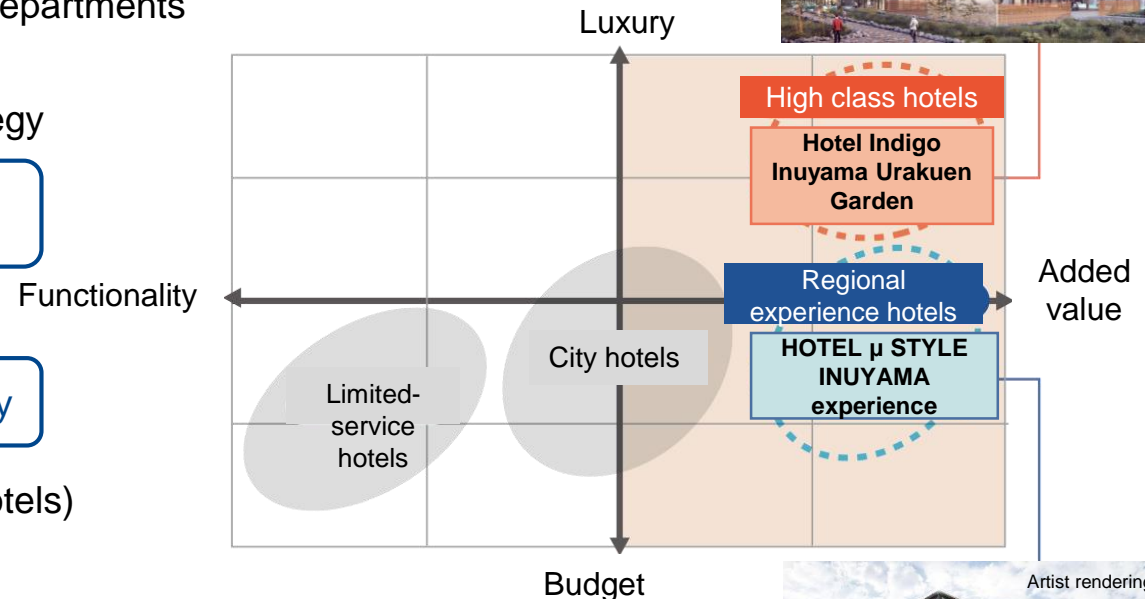 epartments
Luxury
egy
High class hotels
Hotel Indigo
Inuyama Urakuen
Garden
Functionality
Regional
experience hotels
Added
value
City hotels
HOTEL μ STYLE
INUYAMA
experience
Limited-
service
hotels
y
otels)
Budget
Artist rendering